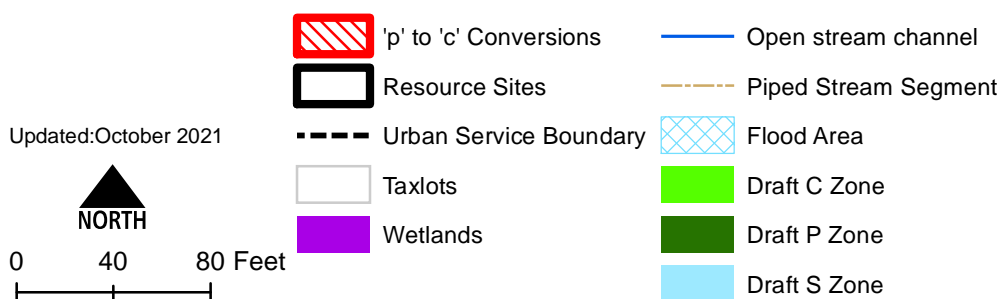 Updated:October 2021
NORTH
0 40 80 Feet
'p' to 'c' Conversions
Resource Sites
Urban Service Boundary
Taxlots
Wetlands
Open stream channel
Piped Stream Segment
Flood Area
Draft C Zone
Draft P Zone
Draft S Zone